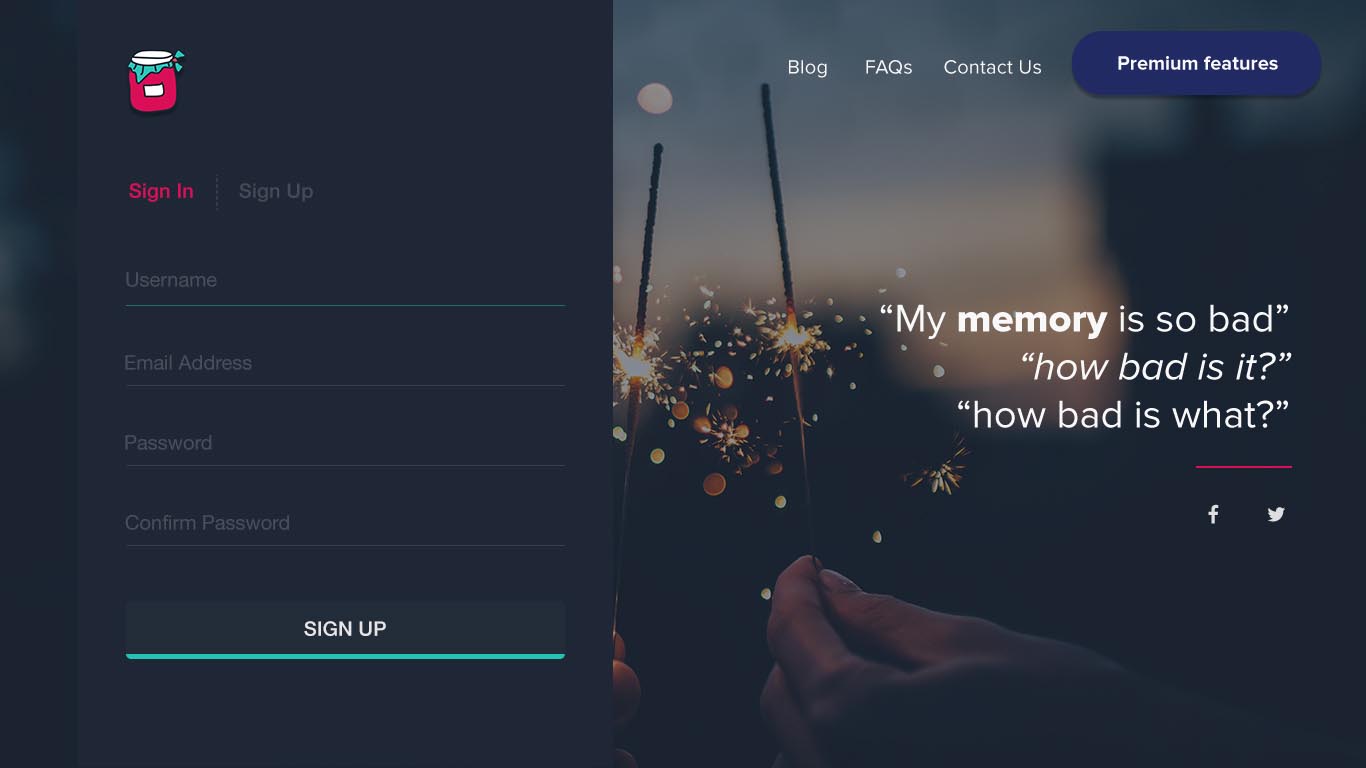 Blog FAQs Contact Us Premium features
Sign In Sign Up
Username
Email Address
Password
Confirm Password
SIGN UP
“My memory is so bad”
“how bad is it?”
“how bad is what?”